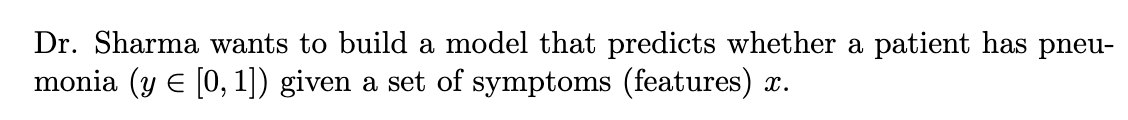 Dr. Sharma wants to build a model that predicts whether a patient has pneu-
monia (y ∈ [0, 1]) given a set of symptoms (features) x.